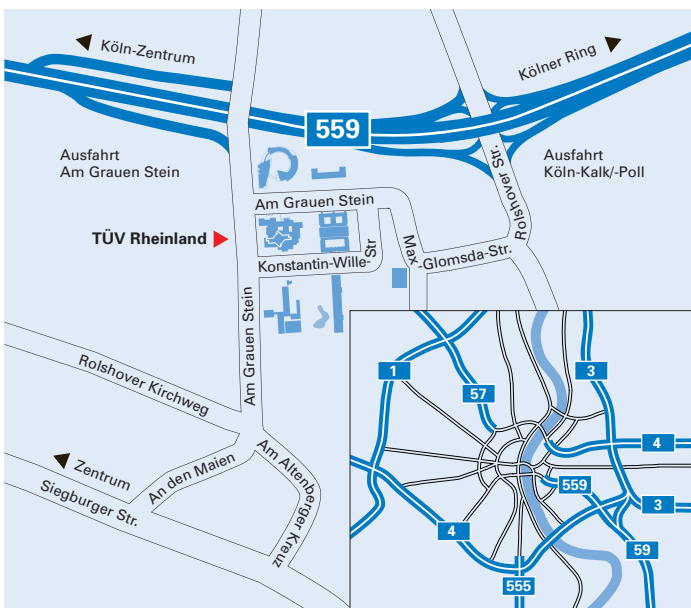 Köln-Zentrum
Kölner Ring
559
Ausfahrt
Am Grauen Stein
Ausfahrt
Köln-Kalk/-Poll
Rolshover Str.
Am Grauen Stein
TÜV Rheinland
Konstantin-Wille-Str
Max-Glomsda-Str.
Am Grauen Stein
Rolshover Kirchweg
Zentrum
An den Maien
Am Altenberger Kreuz
Siegburger Str.
1
57
3
4
559
3
4
59
555